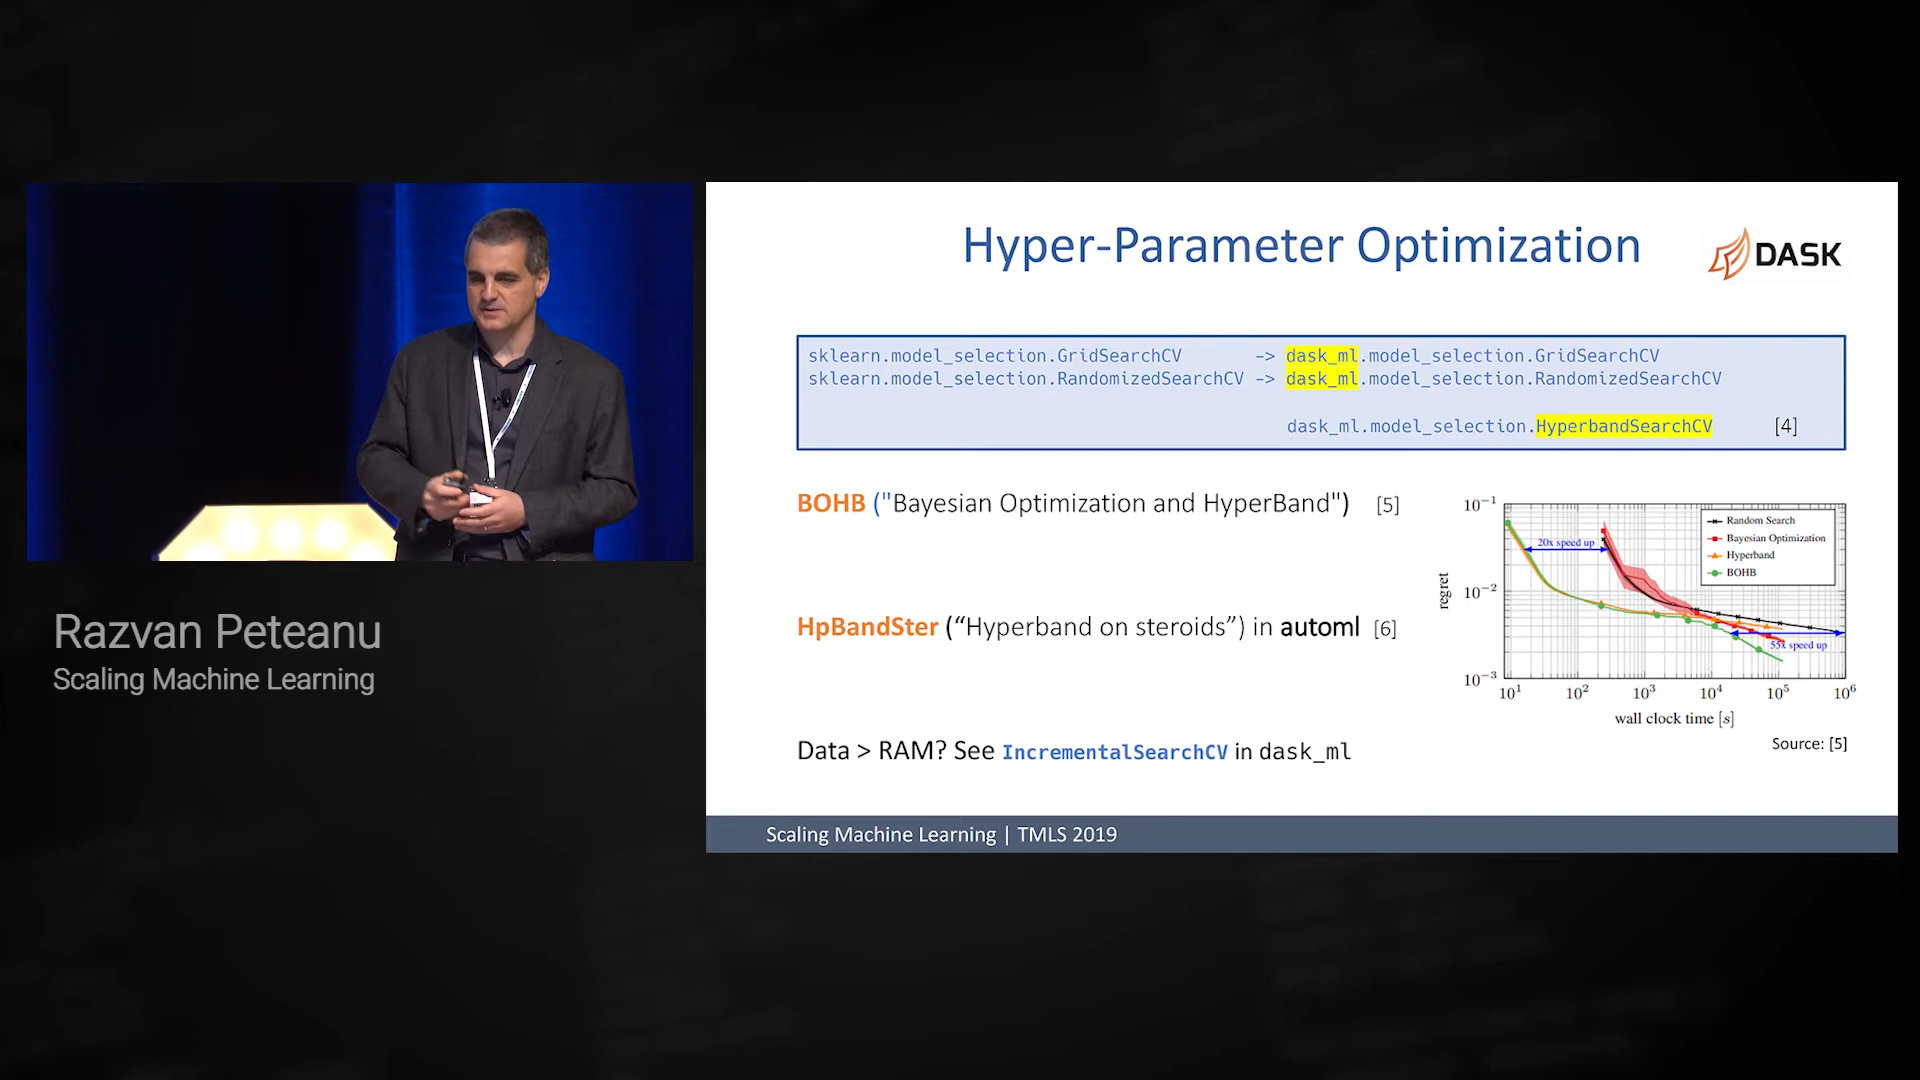 Hyper-Parameter Optimization
DASK
sklearn.model_selection.GridSearchCV -> dask_ml.model_selection.GridSearchCV
sklearn.model_selection.RandomizedSearchCV -> dask_ml.model_selection.RandomizedSearchCV
dask_ml.model_selection.HyperbandSearchCV [4]
BOHB ("Bayesian Optimization and HyperBand") [5]
HpBandSter (“Hyperband on steroids”) in automl [6]
Data > RAM? See IncrementalSearchCV in dask_ml
10⁻¹
10⁻²
10⁻³
regret
Random Search
Bayesian Optimization
Hyperband
BOHB
20x speed up
55x speed up
10¹ 10² 10³ 10⁴ 10⁵ 10⁶
wall clock time [s]
Source: [5]
Scaling Machine Learning | TMLS 2019
Razvan Peteanu
Scaling Machine Learning